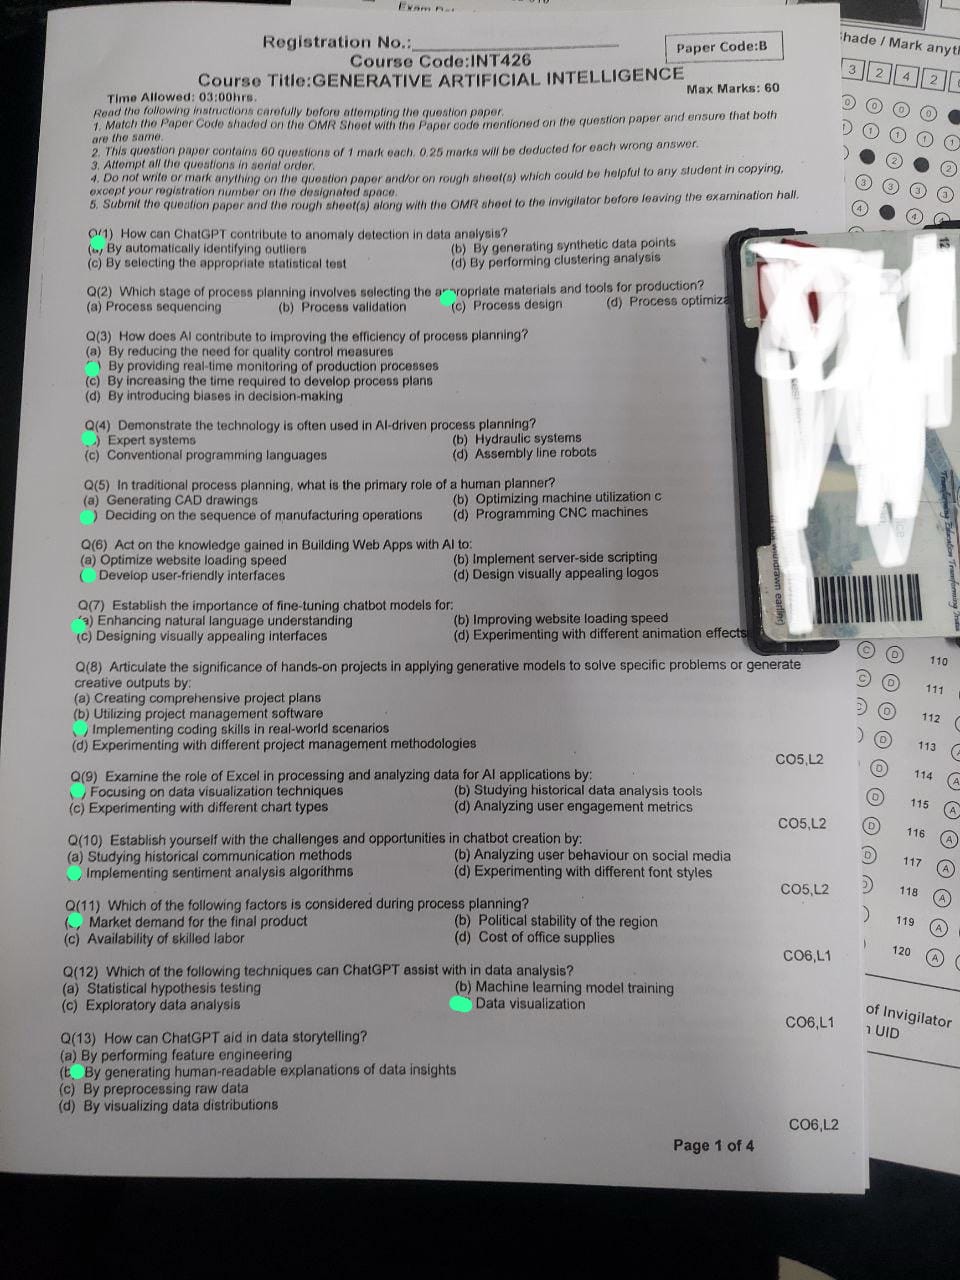 Registration No.:
Paper Code:B
Course Code:INT426
Course Title:GENERATIVE ARTIFICIAL INTELLIGENCE
Time Allowed: 03:00hrs.
Max Marks: 60
Read the following instructions carefully before attempting the question paper.
1. Match the Paper Code shaded on the OMR Sheet with the Paper code mentioned on the question paper and ensure that both
are the same.
2. This question paper contains 60 questions of 1 mark each. 0.25 marks will be deducted for each wrong answer.
3. Attempt all the questions in serial order.
4. Do not write or mark anything on the question paper and/or on rough sheet(s) which could be helpful to any student in copying,
except your registration number on the designated space.
5. Submit the question paper and the rough sheet(s) along with the OMR sheet to the invigilator before leaving the examination hall.
Q(1) How can ChatGPT contribute to anomaly detection in data analysis?
By automatically identifying outliers (b) By generating synthetic data points
(c) By selecting the appropriate statistical test (d) By performing clustering analysis
Q(2) Which stage of process planning involves selecting the appropriate materials and tools for production?
(a) Process sequencing (b) Process validation (c) Process design (d) Process optimiza
Q(3) How does AI contribute to improving the efficiency of process planning?
(a) By reducing the need for quality control measures
By providing real-time monitoring of production processes
(c) By increasing the time required to develop process plans
(d) By introducing biases in decision-making
Q(4) Demonstrate the technology is often used in AI-driven process planning?
Expert systems (b) Hydraulic systems
(c) Conventional programming languages (d) Assembly line robots
Q(5) In traditional process planning, what is the primary role of a human planner?
(a) Generating CAD drawings (b) Optimizing machine utilization c
Deciding on the sequence of manufacturing operations (d) Programming CNC machines
Q(6) Act on the knowledge gained in Building Web Apps with AI to:
(a) Optimize website loading speed (b) Implement server-side scripting
Develop user-friendly interfaces (d) Design visually appealing logos
Q(7) Establish the importance of fine-tuning chatbot models for:
a) Enhancing natural language understanding (b) Improving website loading speed
(c) Designing visually appealing interfaces (d) Experimenting with different animation effects
Q(8) Articulate the significance of hands-on projects in applying generative models to solve specific problems or generate
creative outputs by:
(a) Creating comprehensive project plans
(b) Utilizing project management software
Implementing coding skills in real-world scenarios
(d) Experimenting with different project management methodologies
CO5,L2
Q(9) Examine the role of Excel in processing and analyzing data for AI applications by:
Focusing on data visualization techniques (b) Studying historical data analysis tools
(c) Experimenting with different chart types (d) Analyzing user engagement metrics
CO5,L2
Q(10) Establish yourself with the challenges and opportunities in chatbot creation by:
(a) Studying historical communication methods (b) Analyzing user behaviour on social media
Implementing sentiment analysis algorithms (d) Experimenting with different font styles
CO5,L2
Q(11) Which of the following factors is considered during process planning?
Market demand for the final product (b) Political stability of the region
(c) Availability of skilled labor (d) Cost of office supplies
CO6,L1
Q(12) Which of the following techniques can ChatGPT assist with in data analysis?
(a) Statistical hypothesis testing (b) Machine learning model training
(c) Exploratory data analysis Data visualization
CO6,L1
Q(13) How can ChatGPT aid in data storytelling?
(a) By performing feature engineering
(b By generating human-readable explanations of data insights
(c) By preprocessing raw data
(d) By visualizing data distributions
CO6,L2
Page 1 of 4
hade / Mark anyt
3 2 4 2
C D 110
C D 111
D 112
D 113
D 114 A
D 115 A
D 116 A
D 117 A
118 A
119 A
120 A
of Invigilator
UID